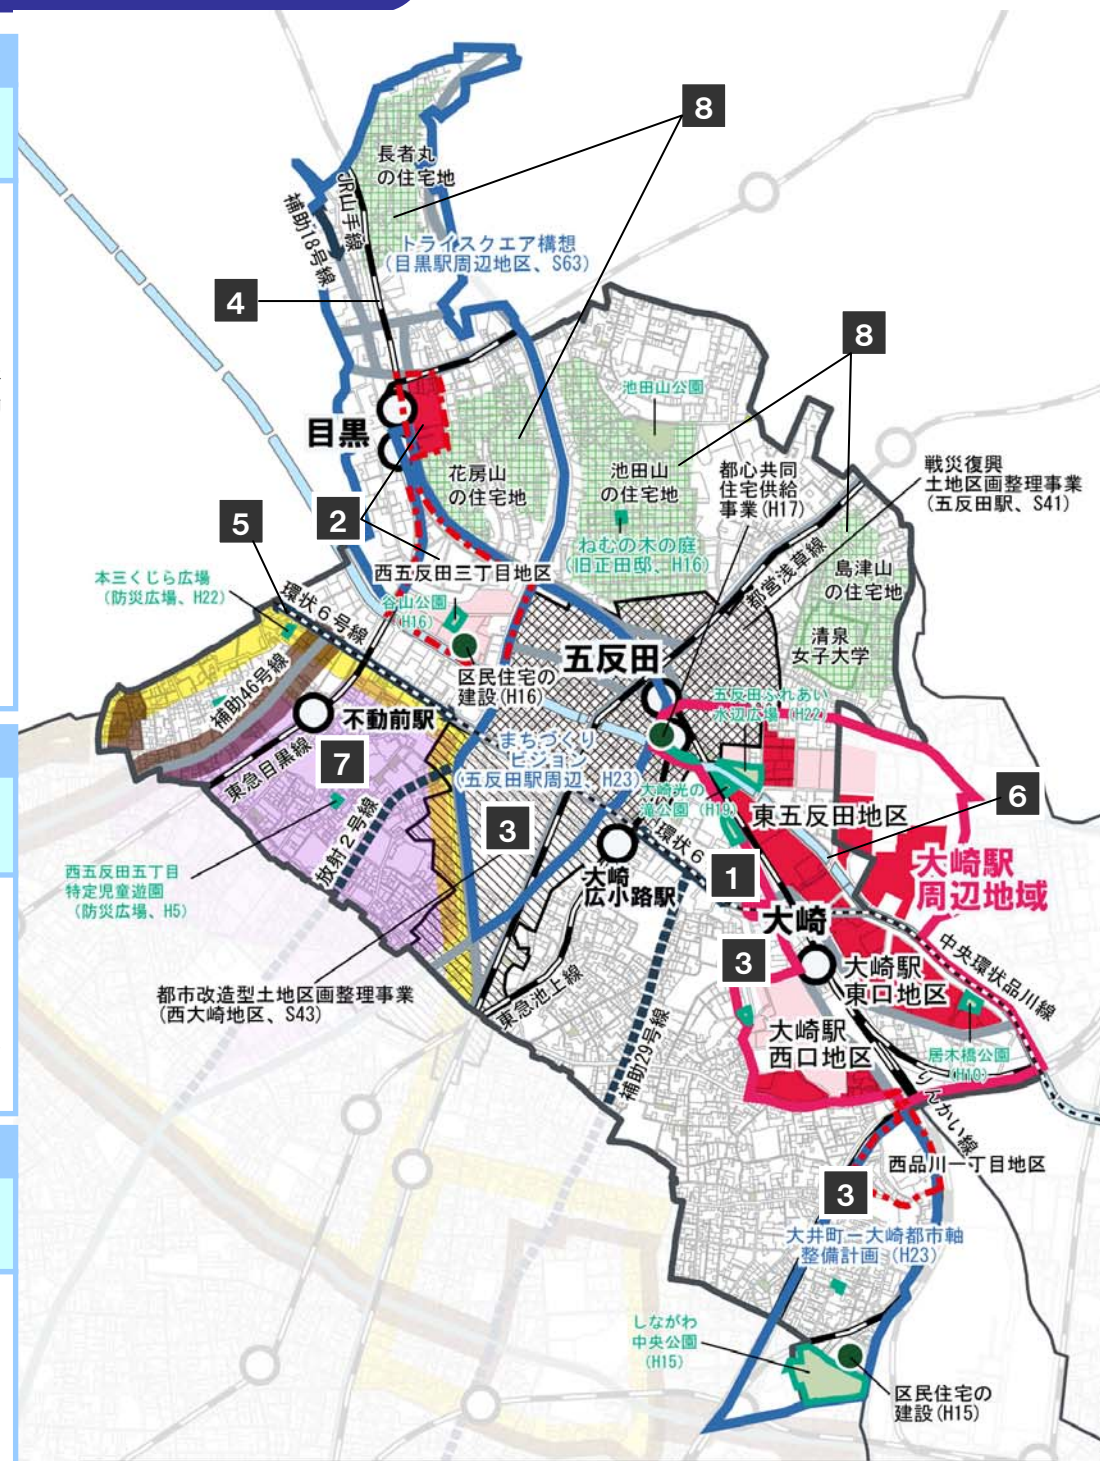 8
長者丸
の住宅地
JR山手線
補助18号線
トライスクエア構想
(目黒駅周辺地区、S63)
4
8
池田山公園
目黒
花房山
の住宅地
池田山
の住宅地
都心共同
住宅供給
事業(H17)
戦災復興
土地区画整理事業
(五反田駅、S41)
2
5
ねむの木の庭
(旧正田邸、H16)
都営浅草線
島津山
の住宅地
西五反田三丁目地区
本三くじら広場
(防災広場、H22)
環状6号線
谷山公園
(H16)
清泉
女子大学
五反田
区民住宅の
建設(H16)
補助46号線
不動前駅
五反田ふれあい
水辺広場(H22)
まちづくり
ビジョン
(五反田駅周辺、H23)
東急目黒線
7
大崎光の
滝公園(H19)
6
東五反田地区
3
環状6
放射2号線
大崎駅
周辺地域
西五反田五丁目
特定児童遊園
(防災広場、H5)
大崎
広小路駅
1
大崎
中央環状品川線
3
大崎駅
東口地区
都市改造型土地区画整理事業
(西大崎地区、S43)
東急池上線
大崎駅
西口地区
居木橋公園
(H10)
補助29号線
りんかい線
西品川一丁目地区
3
大井町ー大崎都市軸
整備計画(H23)
しながわ
中央公園
(H15)
区民住宅の
建設(H15)